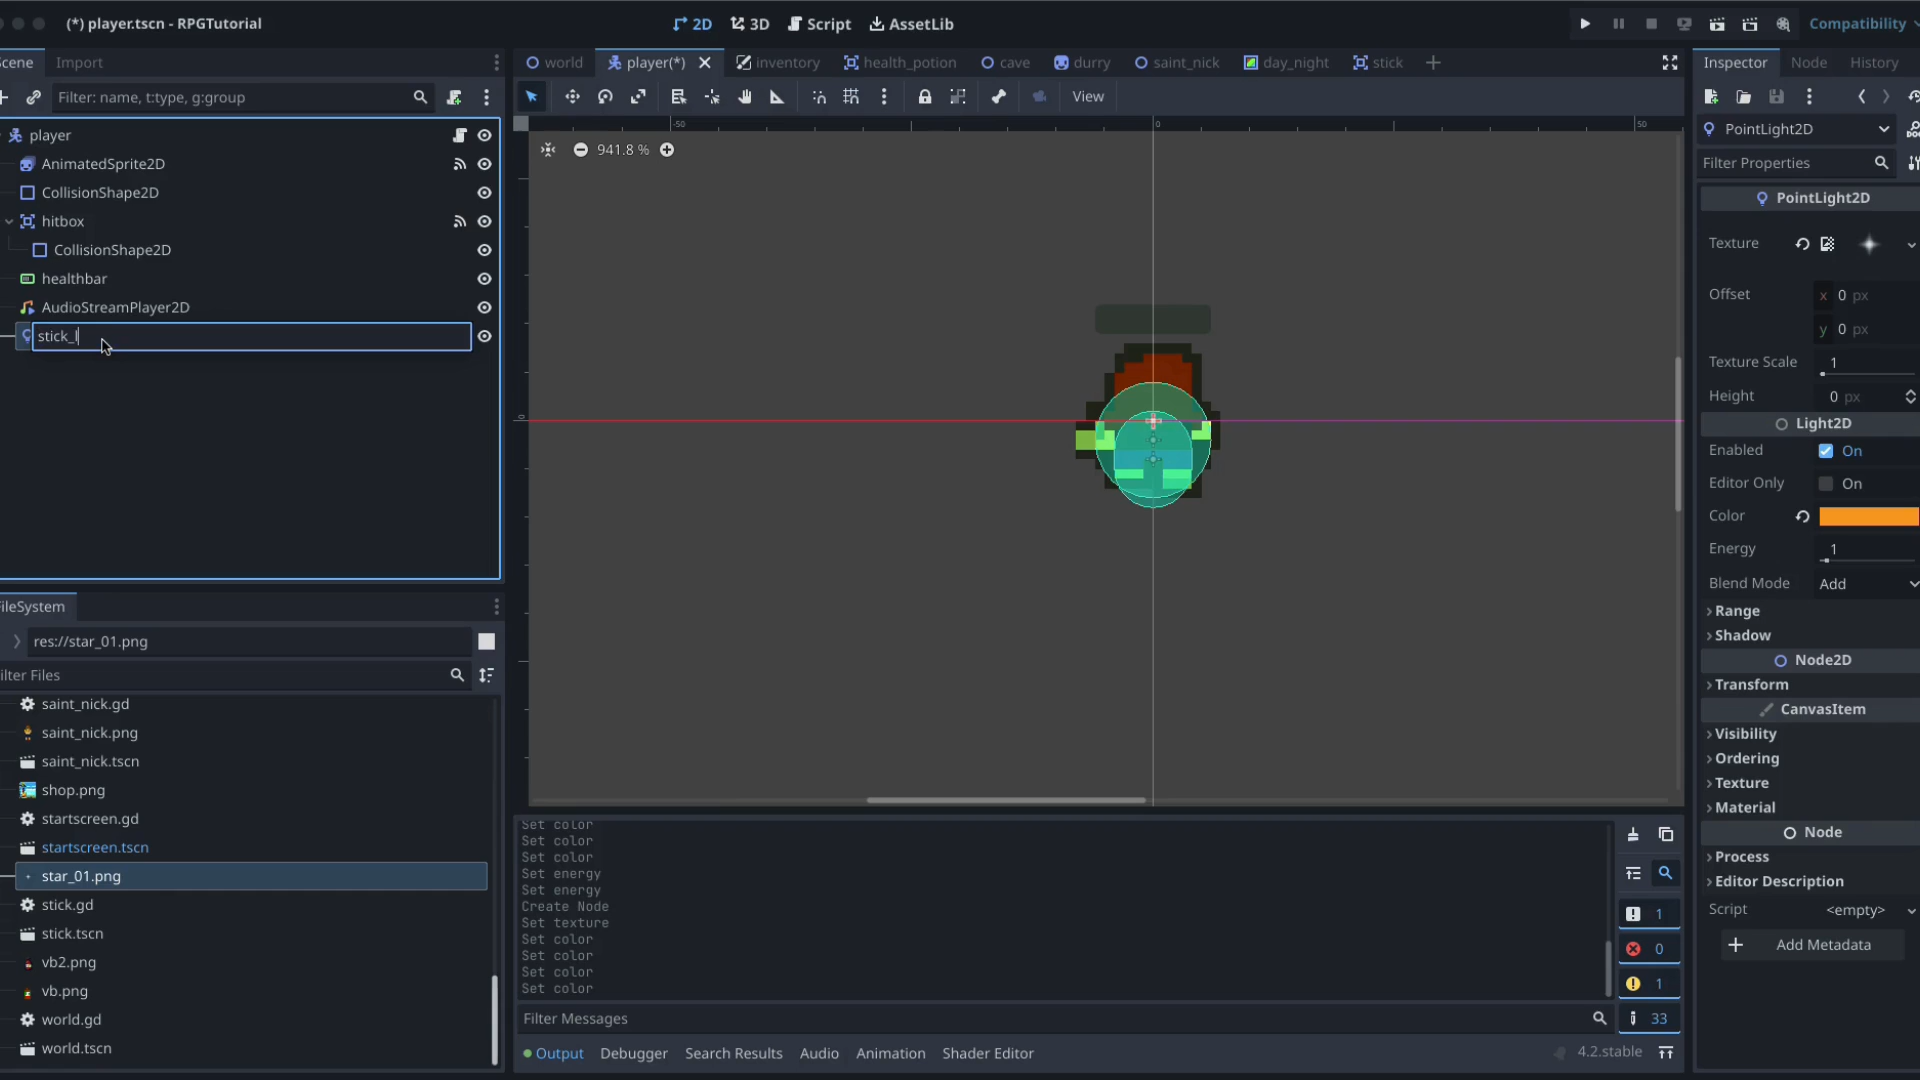 (*) player.tscn - RPGTutorial
2D
3D
Script
AssetLib
Compatibility
Scene
Import
world
player(*)
inventory
health_potion
cave
durry
saint_nick
day_night
stick
Inspector
Node
History
Filter: name, t:type, g:group
View
player
AnimatedSprite2D
CollisionShape2D
hitbox
CollisionShape2D
healthbar
AudioStreamPlayer2D
stick_l
-50
0
50
0
941.8 %
PointLight2D
Filter Properties
PointLight2D
Texture
Offset
x 0 px
y 0 px
Texture Scale
1
Height
0 px
Light2D
Enabled
On
Editor Only
On
Color
Energy
1
Blend Mode
Add
Range
Shadow
Node2D
Transform
CanvasItem
Visibility
Ordering
Texture
Material
Node
Process
Editor Description
Script
<empty>
Add Metadata
FileSystem
res://star_01.png
Filter Files
saint_nick.gd
saint_nick.png
saint_nick.tscn
shop.png
startscreen.gd
startscreen.tscn
star_01.png
stick.gd
stick.tscn
vb2.png
vb.png
world.gd
world.tscn
Set color
Set color
Set color
Set energy
Set energy
Create Node
Set texture
Set color
Set color
Set color
Set color
1
0
1
33
Filter Messages
Output
Debugger
Search Results
Audio
Animation
Shader Editor
4.2.stable